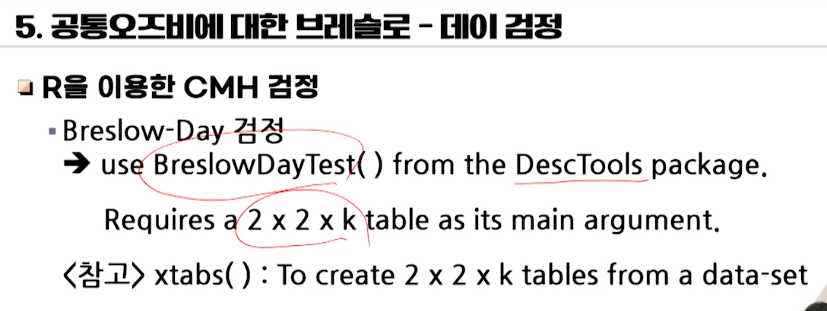 5. 공통오즈비에 대한 브레슬로 – 데이 검정
R을 이용한 CMH 검정
▪ Breslow-Day 검정
➔ use BreslowDayTest( ) from the DescTools package.
Requires a 2 x 2 x k table as its main argument.
<참고> xtabs( ) : To create 2 x 2 x k tables from a data-set